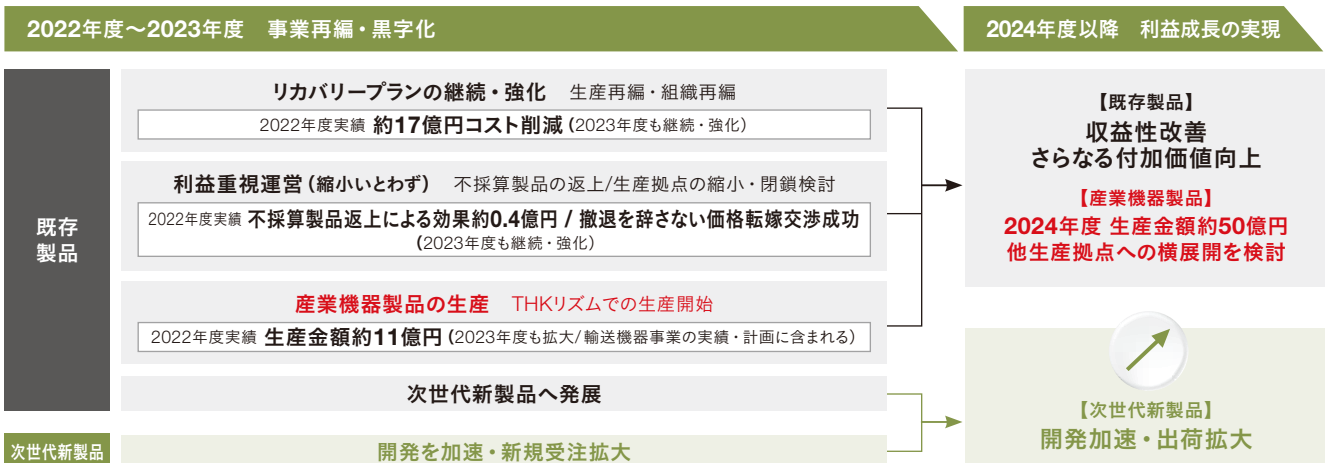 2022年度～2023年度　事業再編・黒字化
2024年度以降　利益成長の実現
既存
製品
リカバリープランの継続・強化　生産再編・組織再編
2022年度実績 約17億円コスト削減（2023年度も継続・強化）
利益重視運営（縮小いとわず）　不採算製品の返上/生産拠点の縮小・閉鎖検討
2022年度実績 不採算製品返上による効果約0.4億円 / 撤退を辞さない価格転嫁交渉成功
（2023年度も継続・強化）
産業機器製品の生産　THKリズムでの生産開始
2022年度実績 生産金額約11億円（2023年度も拡大/輸送機器事業の実績・計画に含まれる）
次世代新製品へ発展
次世代新製品
開発を加速・新規受注拡大
【既存製品】
収益性改善
さらなる付加価値向上
【産業機器製品】
2024年度 生産金額約50億円
他生産拠点への横展開を検討
【次世代新製品】
開発加速・出荷拡大